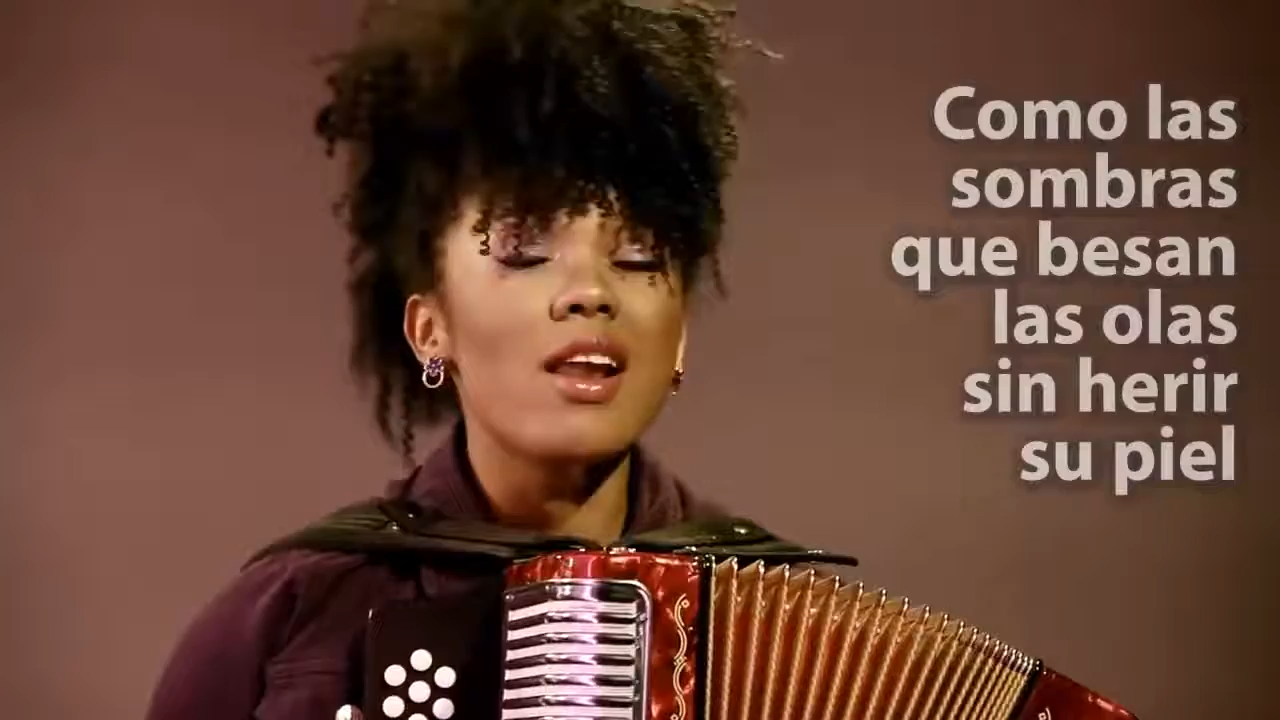 Como las
sombras
que besan
las olas
sin herir
su piel